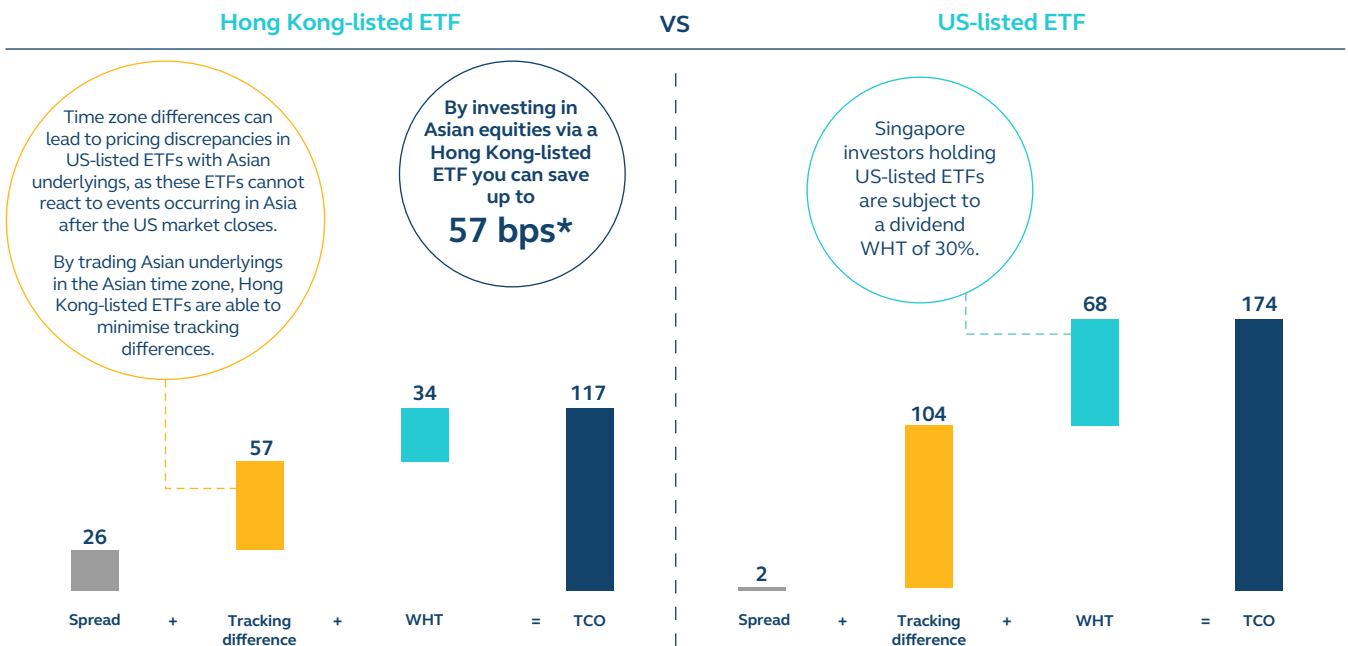 Hong Kong-listed ETF
VS
US-listed ETF
Time zone differences can
lead to pricing discrepancies in
US-listed ETFs with Asian
underlyings, as these ETFs cannot
react to events occurring in Asia
after the US market closes.
By trading Asian underlyings
in the Asian time zone, Hong
Kong-listed ETFs are able to
minimise tracking
differences.
By investing in
Asian equities via a
Hong Kong-listed
ETF you can save
up to
57 bps*
Singapore
investors holding
US-listed ETFs
are subject to
a dividend
WHT of 30%.
26
57
34
117
Spread + Tracking difference + WHT = TCO
2
104
68
174
Spread + Tracking difference + WHT = TCO